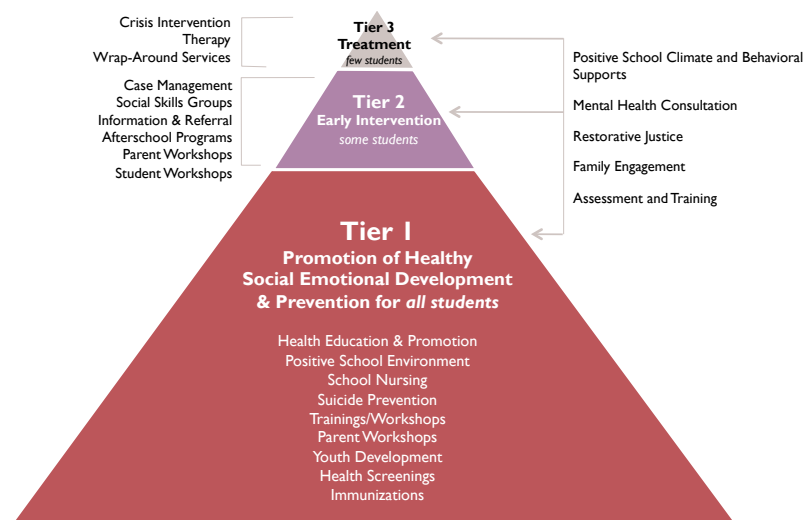 Crisis Intervention
Therapy
Wrap-Around Services
Case Management
Social Skills Groups
Information & Referral
Afterschool Programs
Parent Workshops
Student Workshops
Tier 3
Treatment
few students
Tier 2
Early Intervention
some students
Tier 1
Promotion of Healthy
Social Emotional Development
& Prevention for all students
Health Education & Promotion
Positive School Environment
School Nursing
Suicide Prevention
Trainings/Workshops
Parent Workshops
Youth Development
Health Screenings
Immunizations
Positive School Climate and Behavioral
Supports
Mental Health Consultation
Restorative Justice
Family Engagement
Assessment and Training